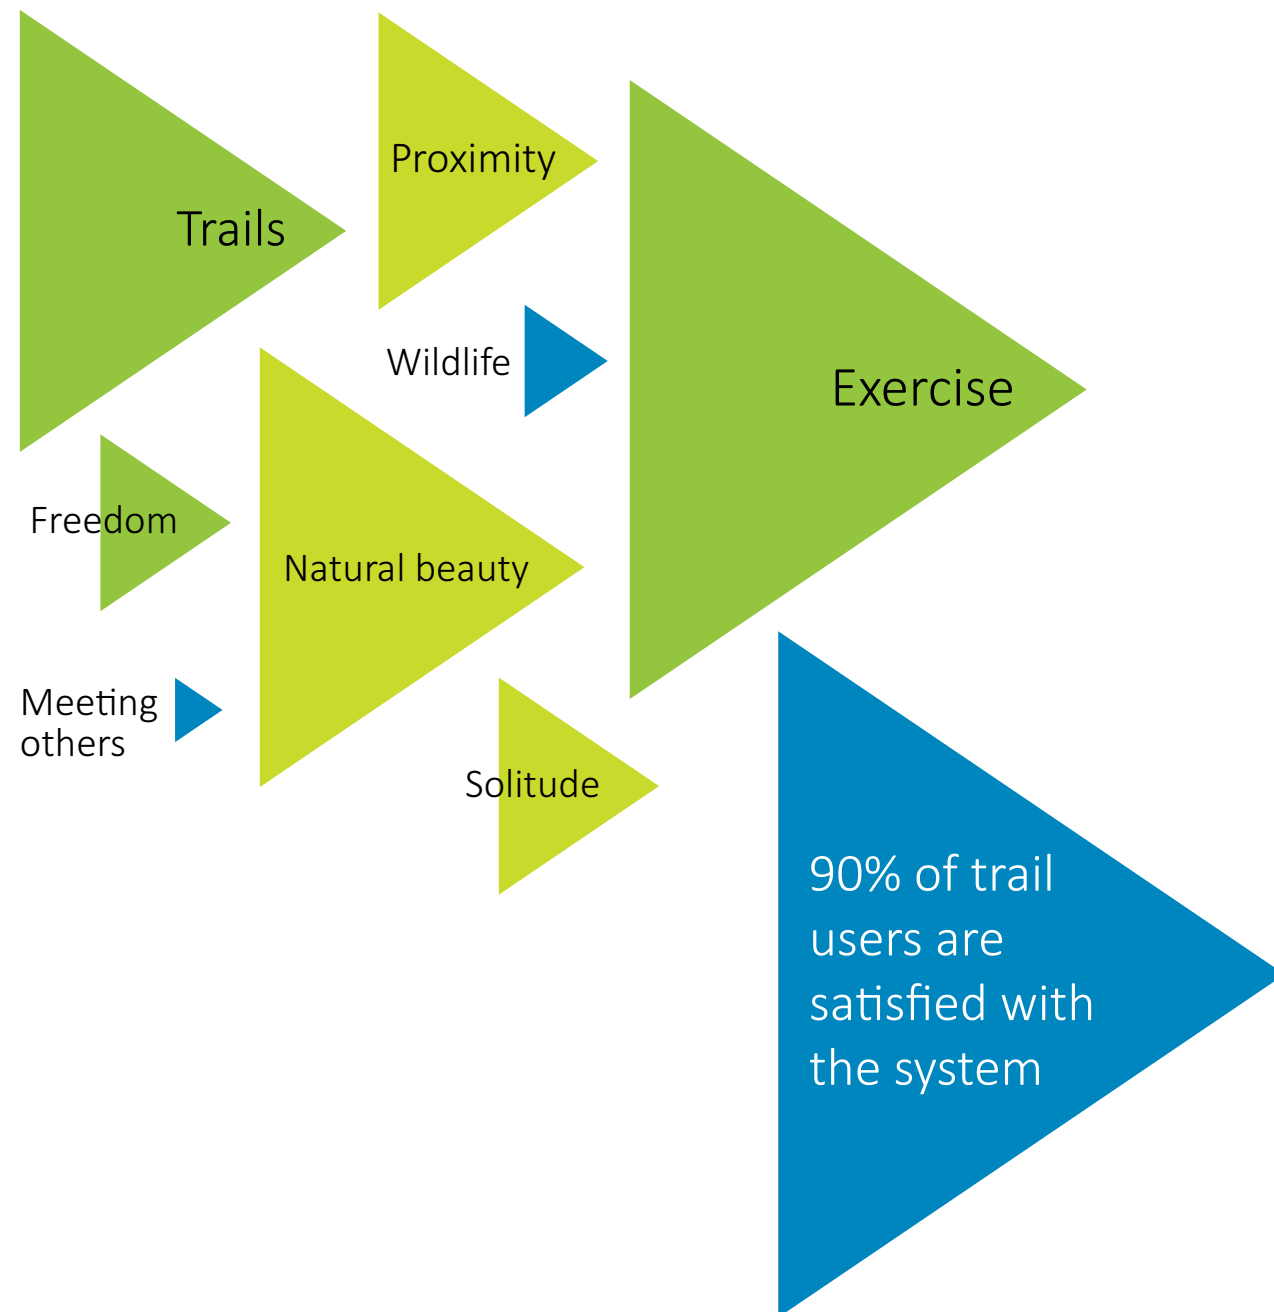 Proximity
Trails
Wildlife
Exercise
Freedom
Natural beauty
Meeting
others
Solitude
90% of trail
users are
satisfied with
the system